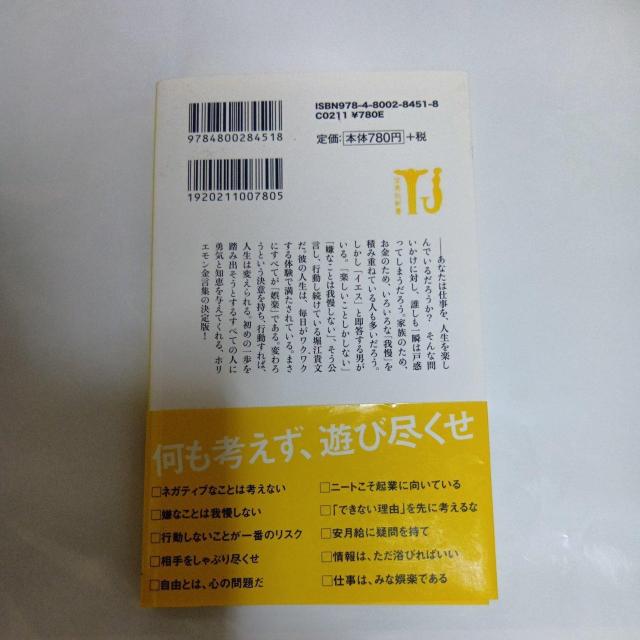 ISBN978-4-8002-8451-8
C0211 ¥780E
定価:本体780円+税
9784800284518
1920211007805
宝島社新書
TJ
――あなたは仕事を、人生を楽し
んでいるだろうか? そんな問
いかけに対し、誰しも一瞬は戸惑
ってしまうだろう。家族のため、
お金のため、いろいろな「我慢」を
積み重ねている人も多いだろう。
しかし「イエス」と即答する男が
いる。「楽しいことしかしない」
「嫌なことは我慢しない」、そう公
言し、行動し続けている堀江貴文
だ。彼の人生は、毎日がワクワク
する体験で満たされている。まさ
にすべてが「娯楽」である。変わろ
うという決意を持ち、行動すれば、
人生は変えられる。初めの一歩を
踏み出そうとするすべての人に
勇気と知恵を与えてくれる、ホリ
エモン金言集の決定版!
何も考えず、遊び尽くせ
□ネガティブなことは考えない
□嫌なことは我慢しない
□行動しないことが一番のリスク
□相手をしゃぶり尽くせ
□自由とは、心の問題だ
□ニートこそ起業に向いている
□「できない理由」を先に考えるな
□安月給に疑問を持て
□情報は、ただ浴びればいい
□仕事は、みな娯楽である